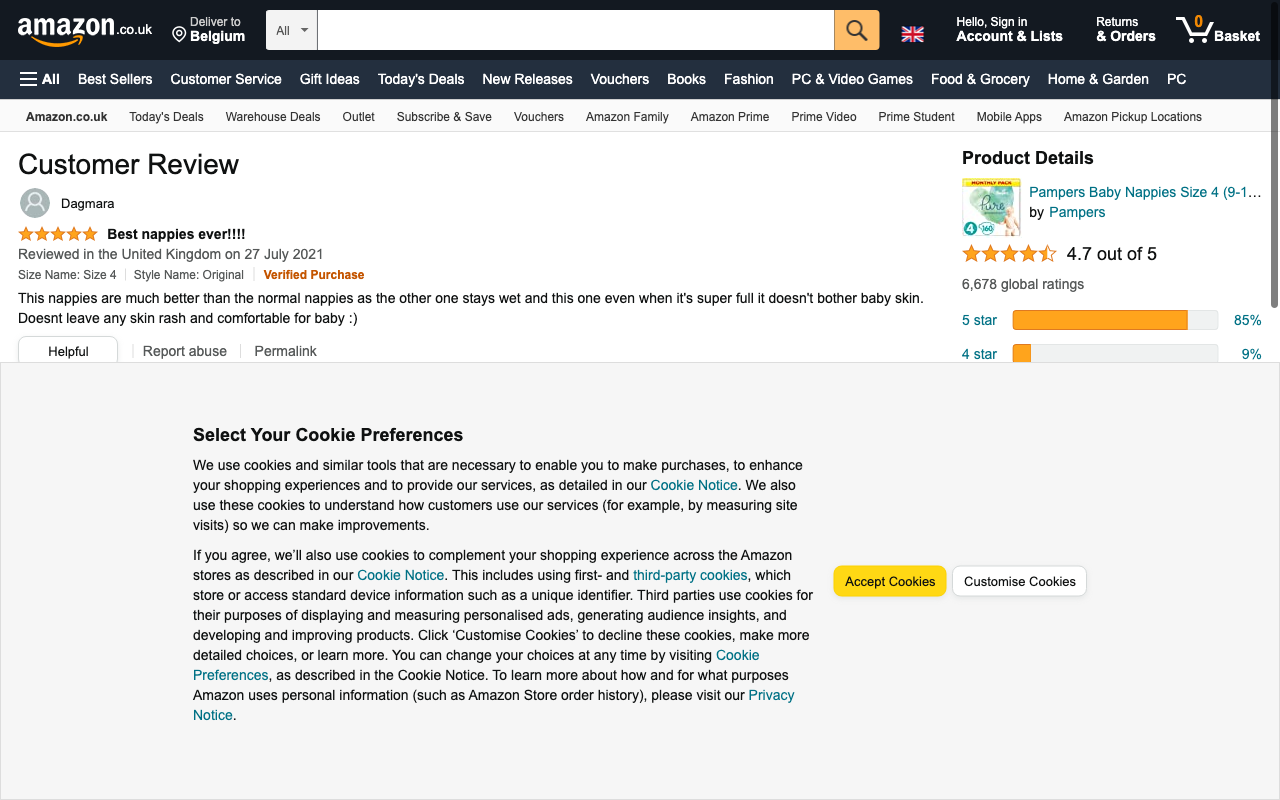 amazon.co.uk
Deliver to
Belgium
All
Hello, Sign in
Account & Lists
Returns
& Orders
0
Basket
All
Best Sellers
Customer Service
Gift Ideas
Today's Deals
New Releases
Vouchers
Books
Fashion
PC & Video Games
Food & Grocery
Home & Garden
PC
Amazon.co.uk
Today's Deals
Warehouse Deals
Outlet
Subscribe & Save
Vouchers
Amazon Family
Amazon Prime
Prime Video
Prime Student
Mobile Apps
Amazon Pickup Locations
Customer Review
Dagmara
Best nappies ever!!!!
Reviewed in the United Kingdom on 27 July 2021
Size Name: Size 4
Style Name: Original
Verified Purchase
This nappies are much better than the normal nappies as the other one stays wet and this one even when it's super full it doesn't bother baby skin.
Doesnt leave any skin rash and comfortable for baby :)
Helpful
Report abuse
Permalink
Product Details
MONTHLY PACK
Pure
4
160
Pampers Baby Nappies Size 4 (9-1...
by Pampers
4.7 out of 5
6,678 global ratings
5 star
85%
4 star
9%
Select Your Cookie Preferences
We use cookies and similar tools that are necessary to enable you to make purchases, to enhance
your shopping experiences and to provide our services, as detailed in our Cookie Notice. We also
use these cookies to understand how customers use our services (for example, by measuring site
visits) so we can make improvements.
If you agree, we’ll also use cookies to complement your shopping experience across the Amazon
stores as described in our Cookie Notice. This includes using first- and third-party cookies, which
store or access standard device information such as a unique identifier. Third parties use cookies for
their purposes of displaying and measuring personalised ads, generating audience insights, and
developing and improving products. Click ‘Customise Cookies’ to decline these cookies, make more
detailed choices, or learn more. You can change your choices at any time by visiting Cookie
Preferences, as described in the Cookie Notice. To learn more about how and for what purposes
Amazon uses personal information (such as Amazon Store order history), please visit our Privacy
Notice.
Accept Cookies
Customise Cookies